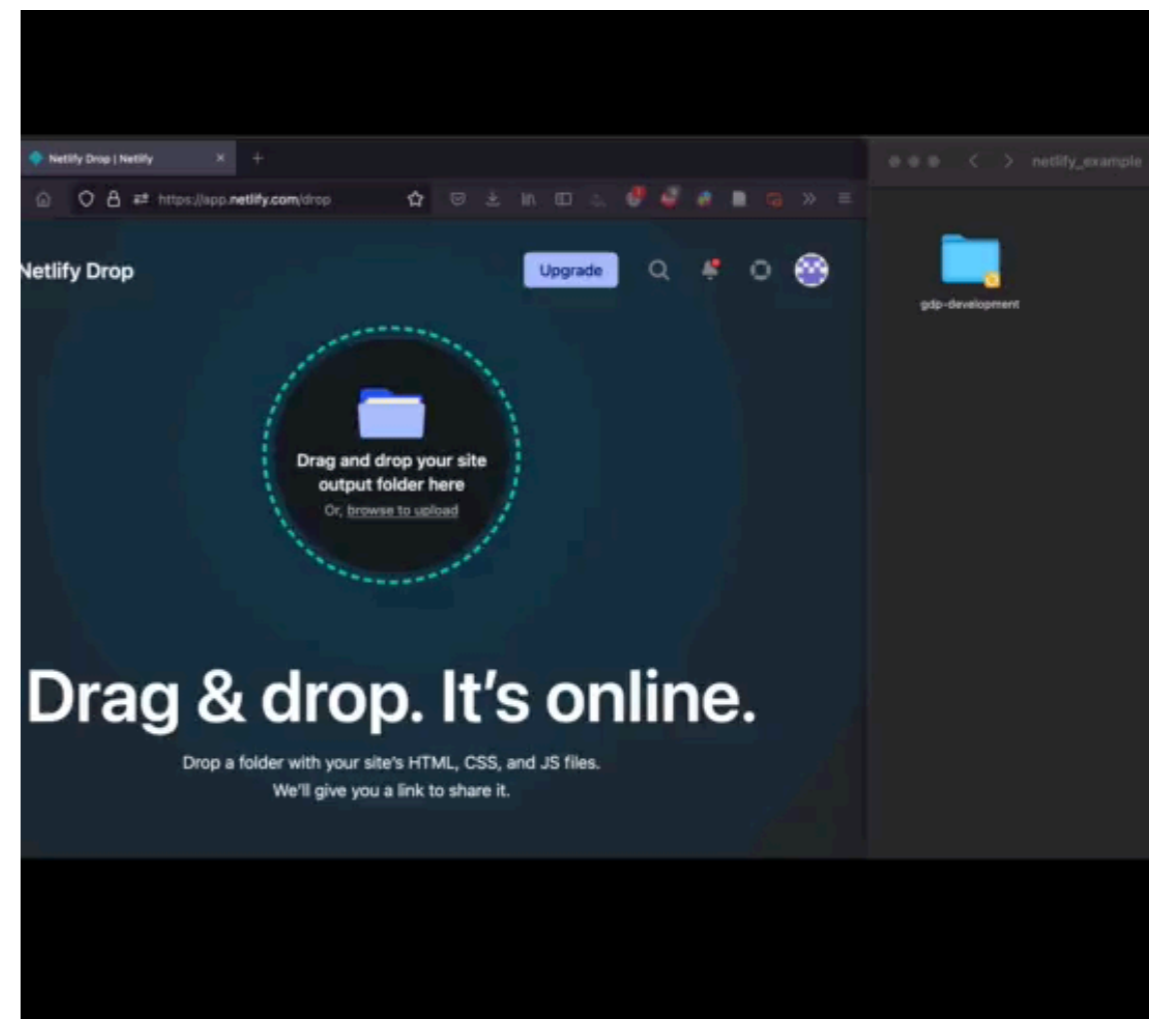 Netlify Drop | Netlify
netlify_example
https://app.netlify.com/drop
Netlify Drop
Upgrade
gdp-development
Drag and drop your site
output folder here
Or, browse to upload
Drag & drop. It's online.
Drop a folder with your site's HTML, CSS, and JS files.
We'll give you a link to share it.